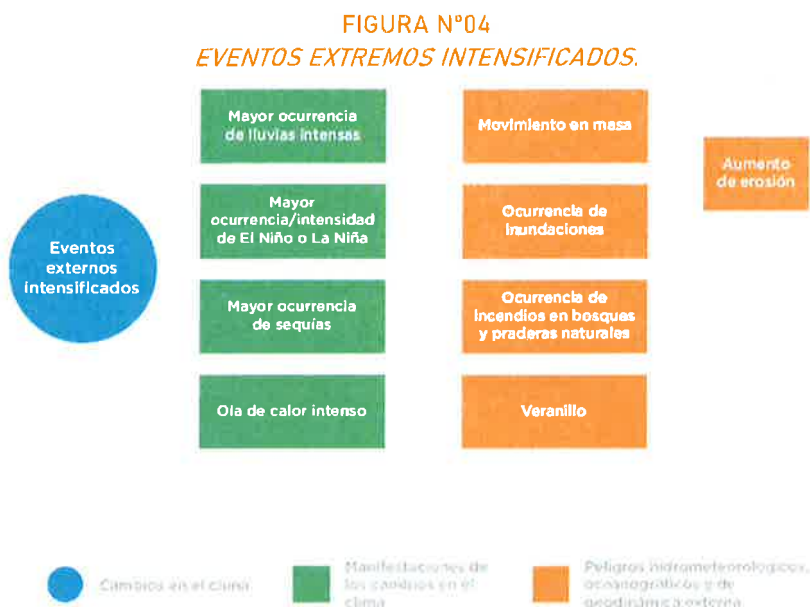 FIGURA N°04
EVENTOS EXTREMOS INTENSIFICADOS.
Eventos
externos
intensificados
Mayor ocurrencia
de lluvias intensas
Mayor
ocurrencia/intensidad
de El Niño o La Niña
Mayor ocurrencia
de sequías
Ola de calor intenso
Movimiento en masa
Ocurrencia de
inundaciones
Ocurrencia de
incendios en bosques
y praderas naturales
Veranillo
Aumento
de erosión
Cambios en el clima
Manifestaciones de
los cambios en el
clima
Peligros hidrometeorológicos,
oceanográficos y de
geodinámica externa